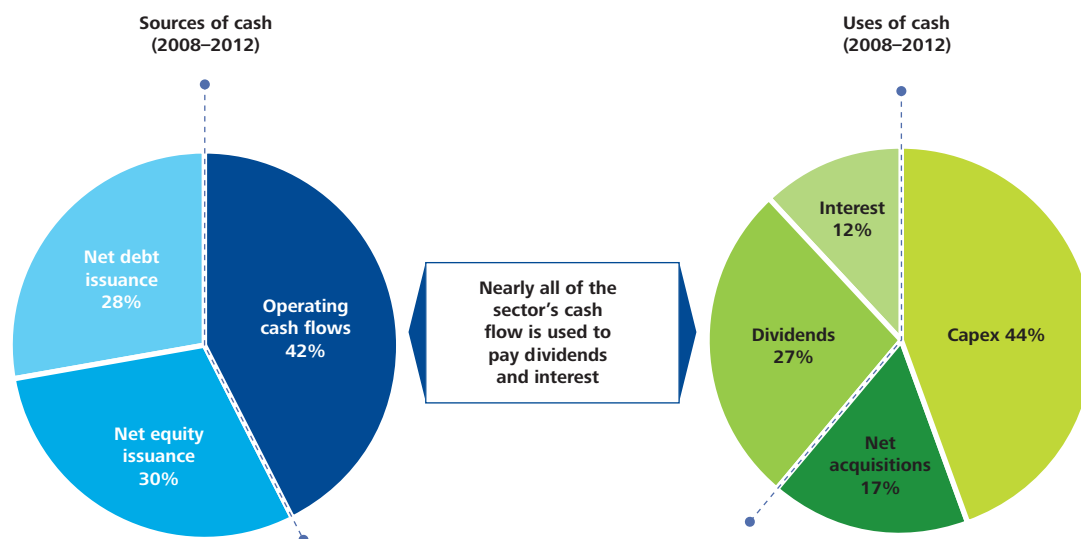 Sources of cash
(2008–2012)
Net debt
issuance
28%
Operating
cash flows
42%
Net equity
issuance
30%
Nearly all of the
sector’s cash
flow is used to
pay dividends
and interest
Uses of cash
(2008–2012)
Interest
12%
Dividends
27%
Capex 44%
Net
acquisitions
17%